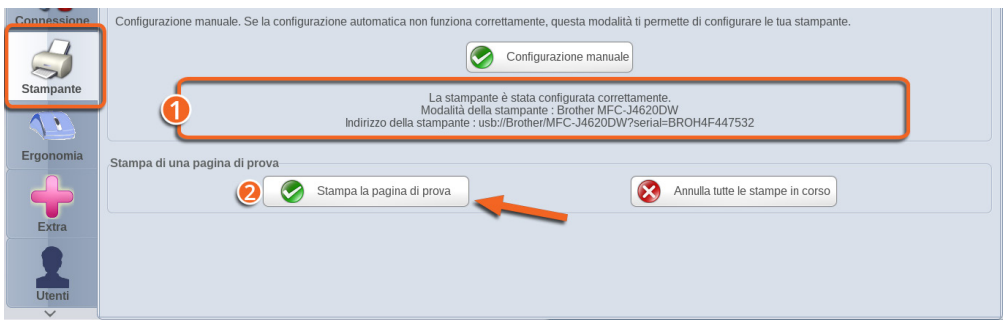 Connessione
Configurazione manuale. Se la configurazione automatica non funziona correttamente, questa modalità ti permette di configurare le tua stampante.
Configurazione manuale
Stampante
1
La stampante è stata configurata correttamente.
Modalità della stampante : Brother MFC-J4620DW
Indirizzo della stampante : usb://Brother/MFC-J4620DW?serial=BROH4F447532
Ergonomia
Stampa di una pagina di prova
2
Stampa la pagina di prova
Annulla tutte le stampe in corso
Extra
Utenti